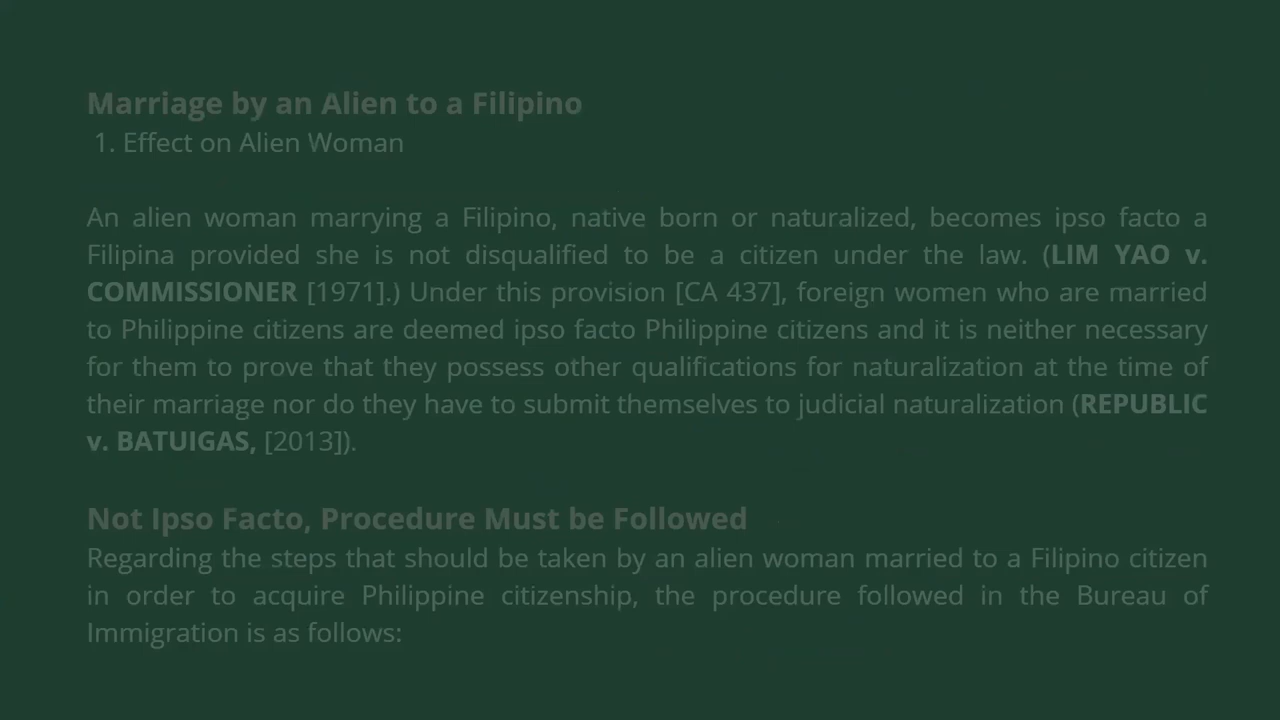 Marriage by an Alien to a Filipino
1. Effect on Alien Woman
An alien woman marrying a Filipino, native born or naturalized, becomes ipso facto a
Filipina provided she is not disqualified to be a citizen under the law. (LIM YAO v.
COMMISSIONER [1971].) Under this provision [CA 437], foreign women who are married
to Philippine citizens are deemed ipso facto Philippine citizens and it is neither necessary
for them to prove that they possess other qualifications for naturalization at the time of
their marriage nor do they have to submit themselves to judicial naturalization (REPUBLIC
v. BATUIGAS, [2013]).
Not Ipso Facto, Procedure Must be Followed
Regarding the steps that should be taken by an alien woman married to a Filipino citizen
in order to acquire Philippine citizenship, the procedure followed in the Bureau of
Immigration is as follows: